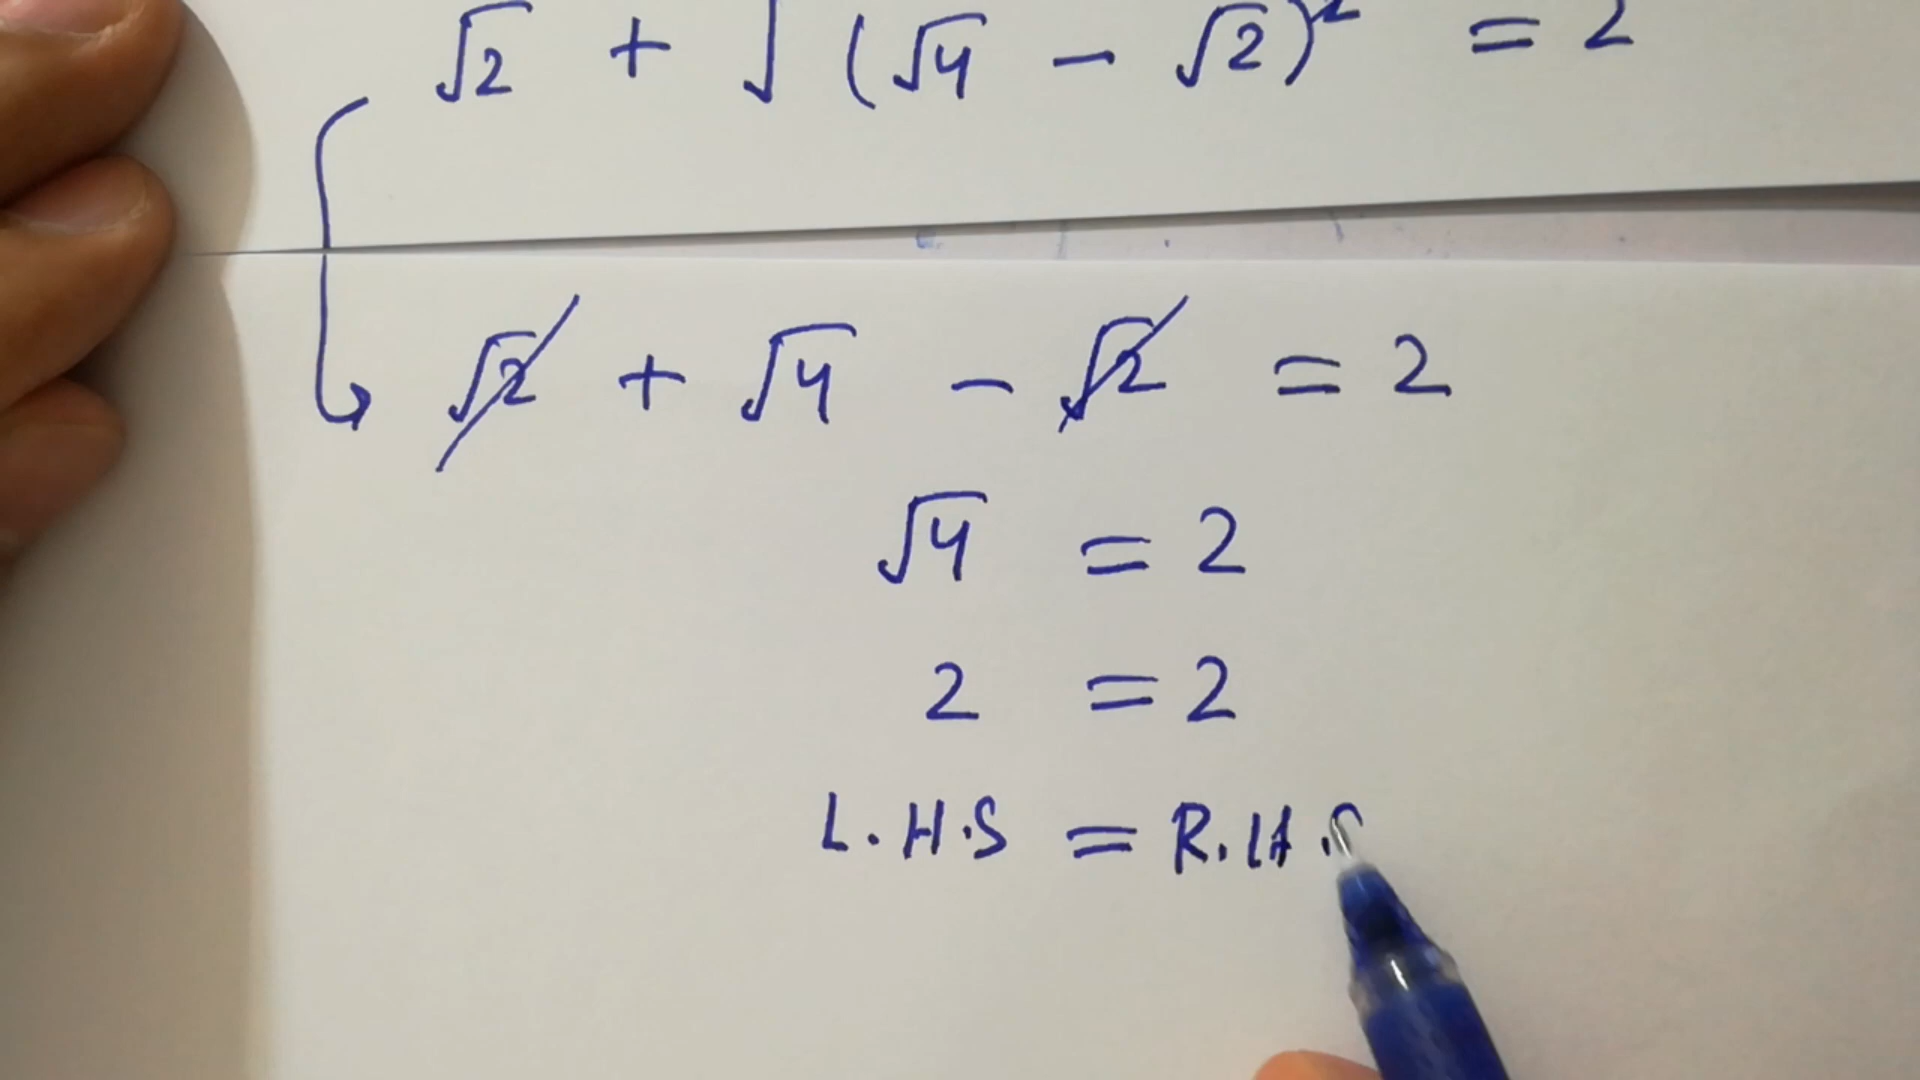 √2 + √(√4 - √2)² = 2
√2 + √4 - √2 = 2
√4 = 2
2 = 2
L.H.S = R.H.S